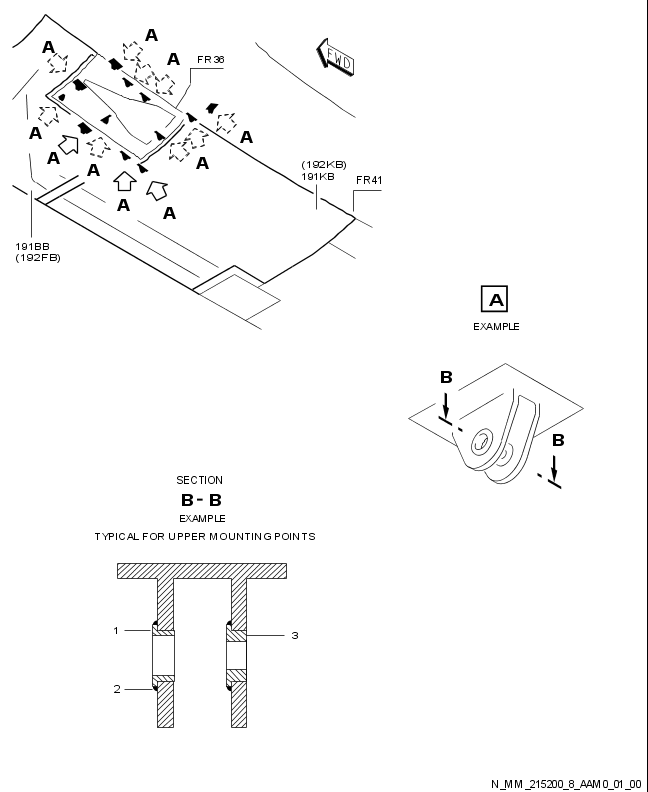 A
A
A
FR36
FWD
A
A
A
A
A
A
A
(192KB)
191KB
FR41
191BB
(192FB)
A
EXAMPLE
B
B
SECTION
B-B
EXAMPLE
TYPICAL FOR UPPER MOUNTING POINTS
1
3
2
N_MM_215200_8_AAM0_01_00